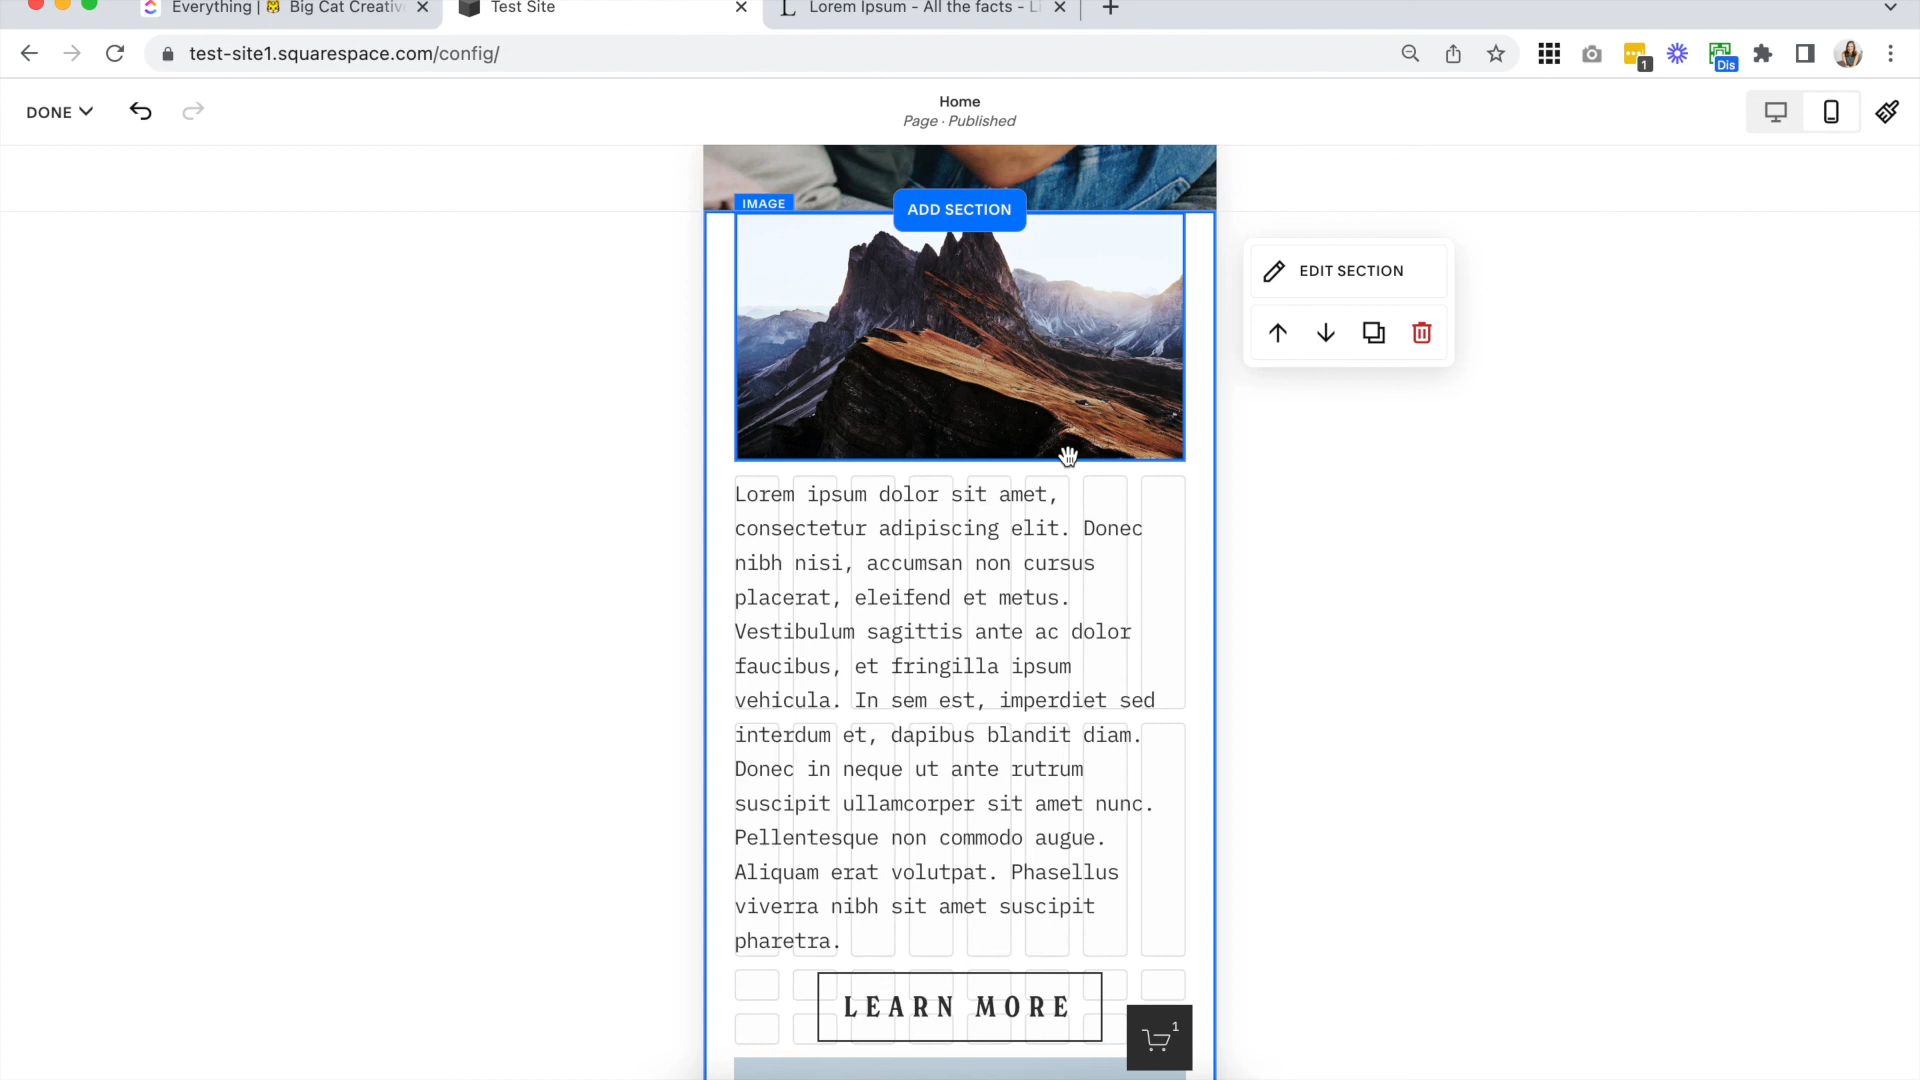 Everything | Big Cat Creativ
Test Site
Lorem Ipsum - All the facts - Li
test-site1.squarespace.com/config/
1
Dis
DONE
Home
Page · Published
IMAGE
ADD SECTION
EDIT SECTION
Lorem ipsum dolor sit amet,
consectetur adipiscing elit. Donec
nibh nisi, accumsan non cursus
placerat, eleifend et metus.
Vestibulum sagittis ante ac dolor
faucibus, et fringilla ipsum
vehicula. In sem est, imperdiet sed
interdum et, dapibus blandit diam.
Donec in neque ut ante rutrum
suscipit ullamcorper sit amet nunc.
Pellentesque non commodo augue.
Aliquam erat volutpat. Phasellus
viverra nibh sit amet suscipit
pharetra.
LEARN MORE
1